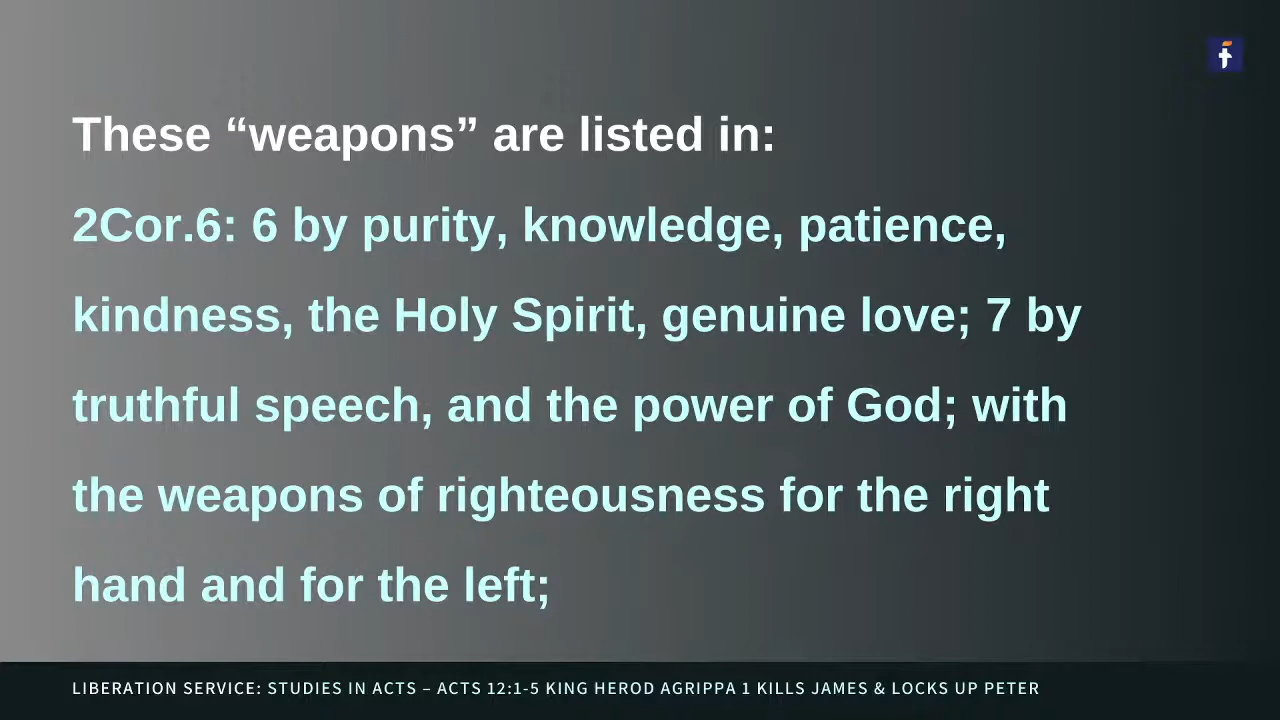 These “weapons” are listed in:
2Cor.6: 6 by purity, knowledge, patience,
kindness, the Holy Spirit, genuine love; 7 by
truthful speech, and the power of God; with
the weapons of righteousness for the right
hand and for the left;
LIBERATION SERVICE: STUDIES IN ACTS – ACTS 12:1-5 KING HEROD AGRIPPA 1 KILLS JAMES & LOCKS UP PETER